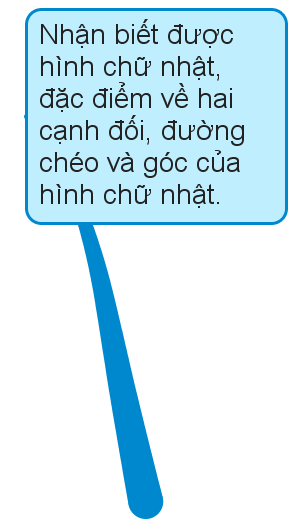 Nhận biết được
hình chữ nhật,
đặc điểm về hai
cạnh đối, đường
chéo và góc của
hình chữ nhật.